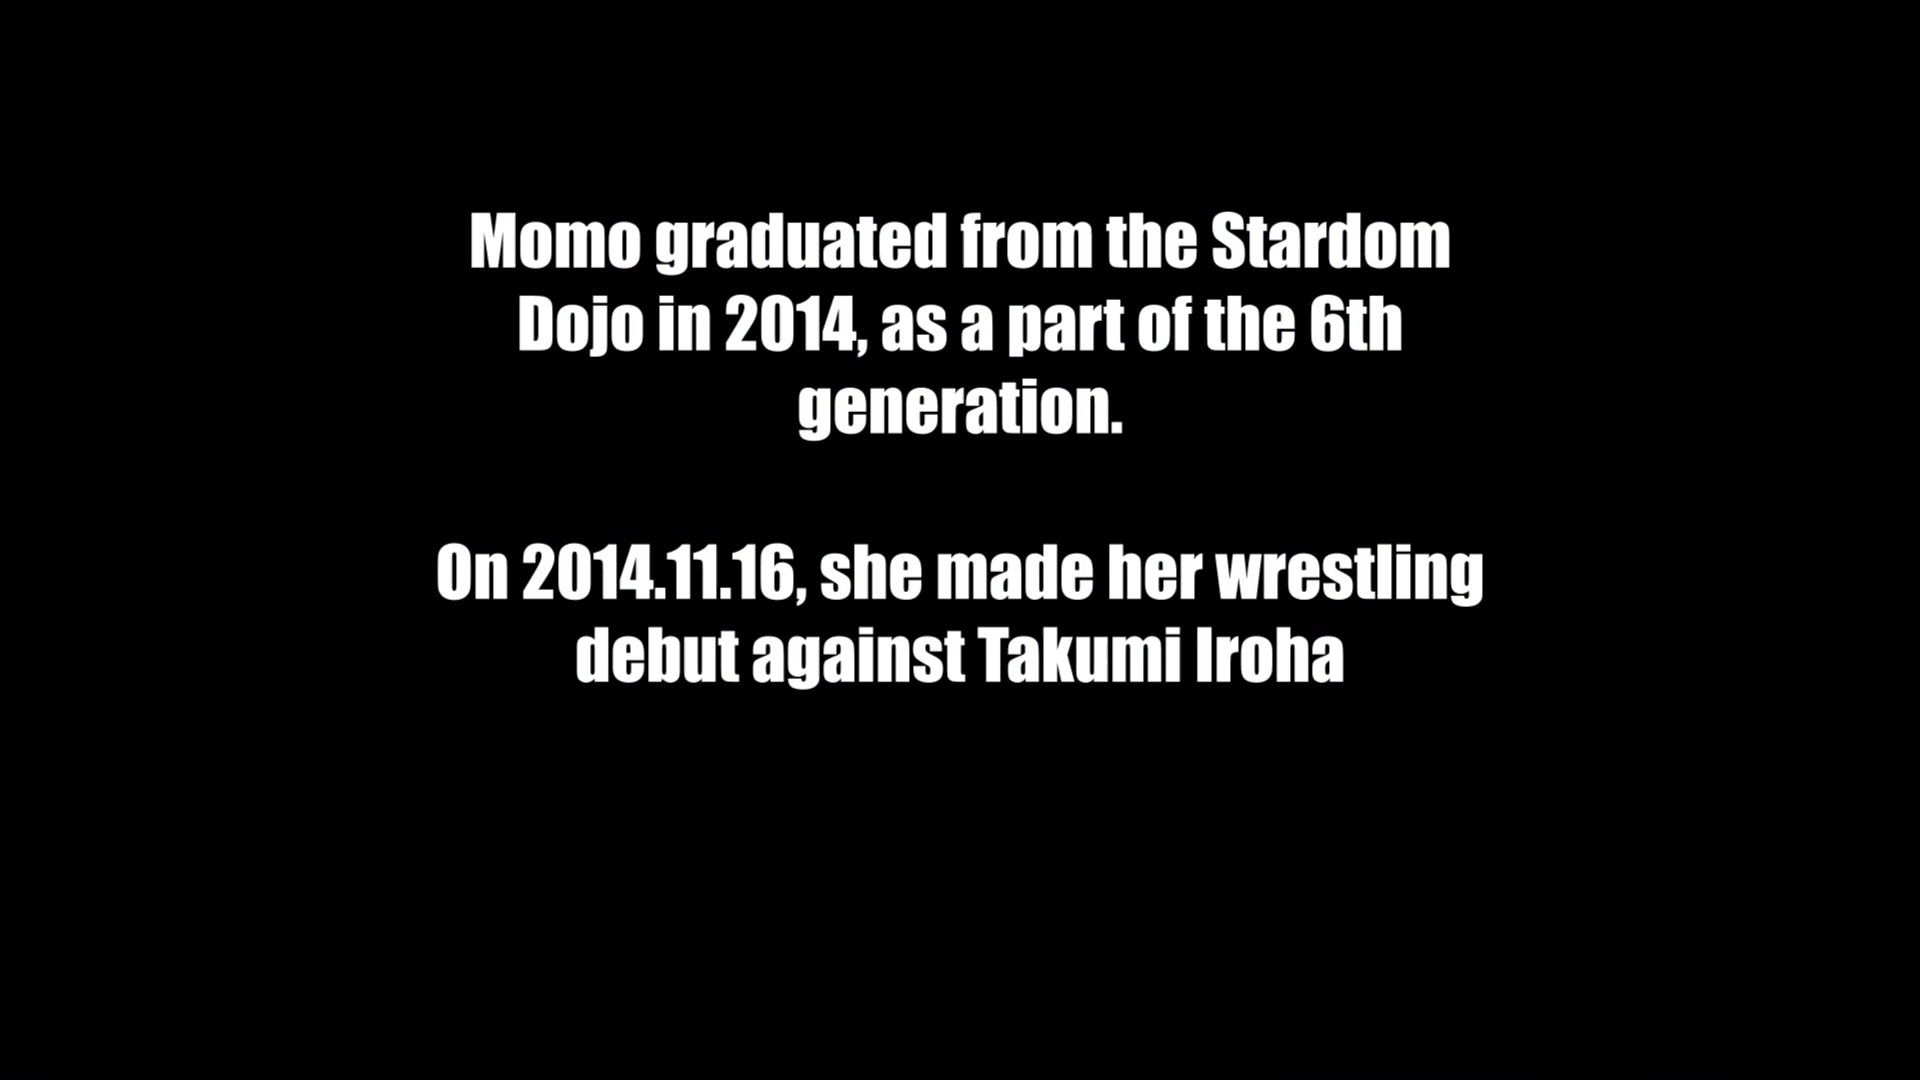 Momo graduated from the Stardom
Dojo in 2014, as a part of the 6th
generation.
On 2014.11.16, she made her wrestling
debut against Takumi Iroha